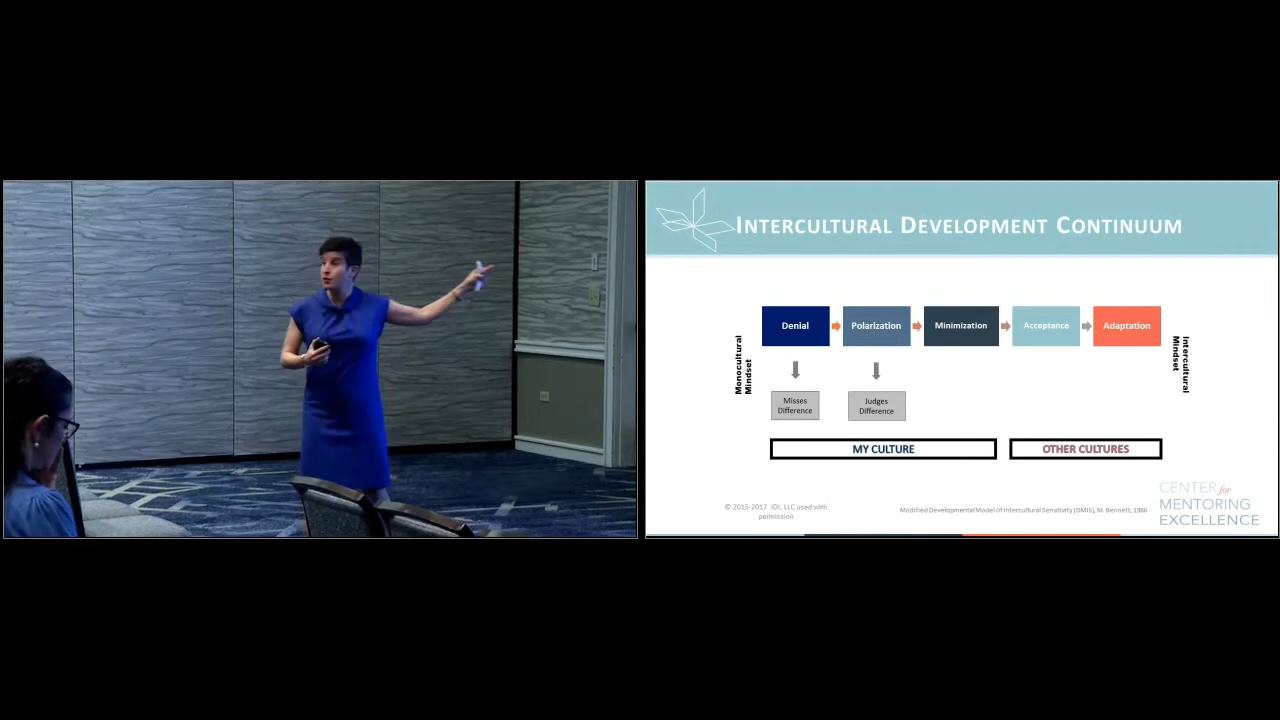 INTERCULTURAL DEVELOPMENT CONTINUUM
Monocultural
Mindset
Denial
Polarization
Minimization
Acceptance
Adaptation
Intercultural
Mindset
Misses
Difference
Judges
Difference
MY CULTURE
OTHER CULTURES
© 2015-2017 IDI, LLC used with
permission
Modified Developmental Model of Intercultural Sensitivity (DMIS), M. Bennett, 1986
CENTER for
MENTORING
EXCELLENCE